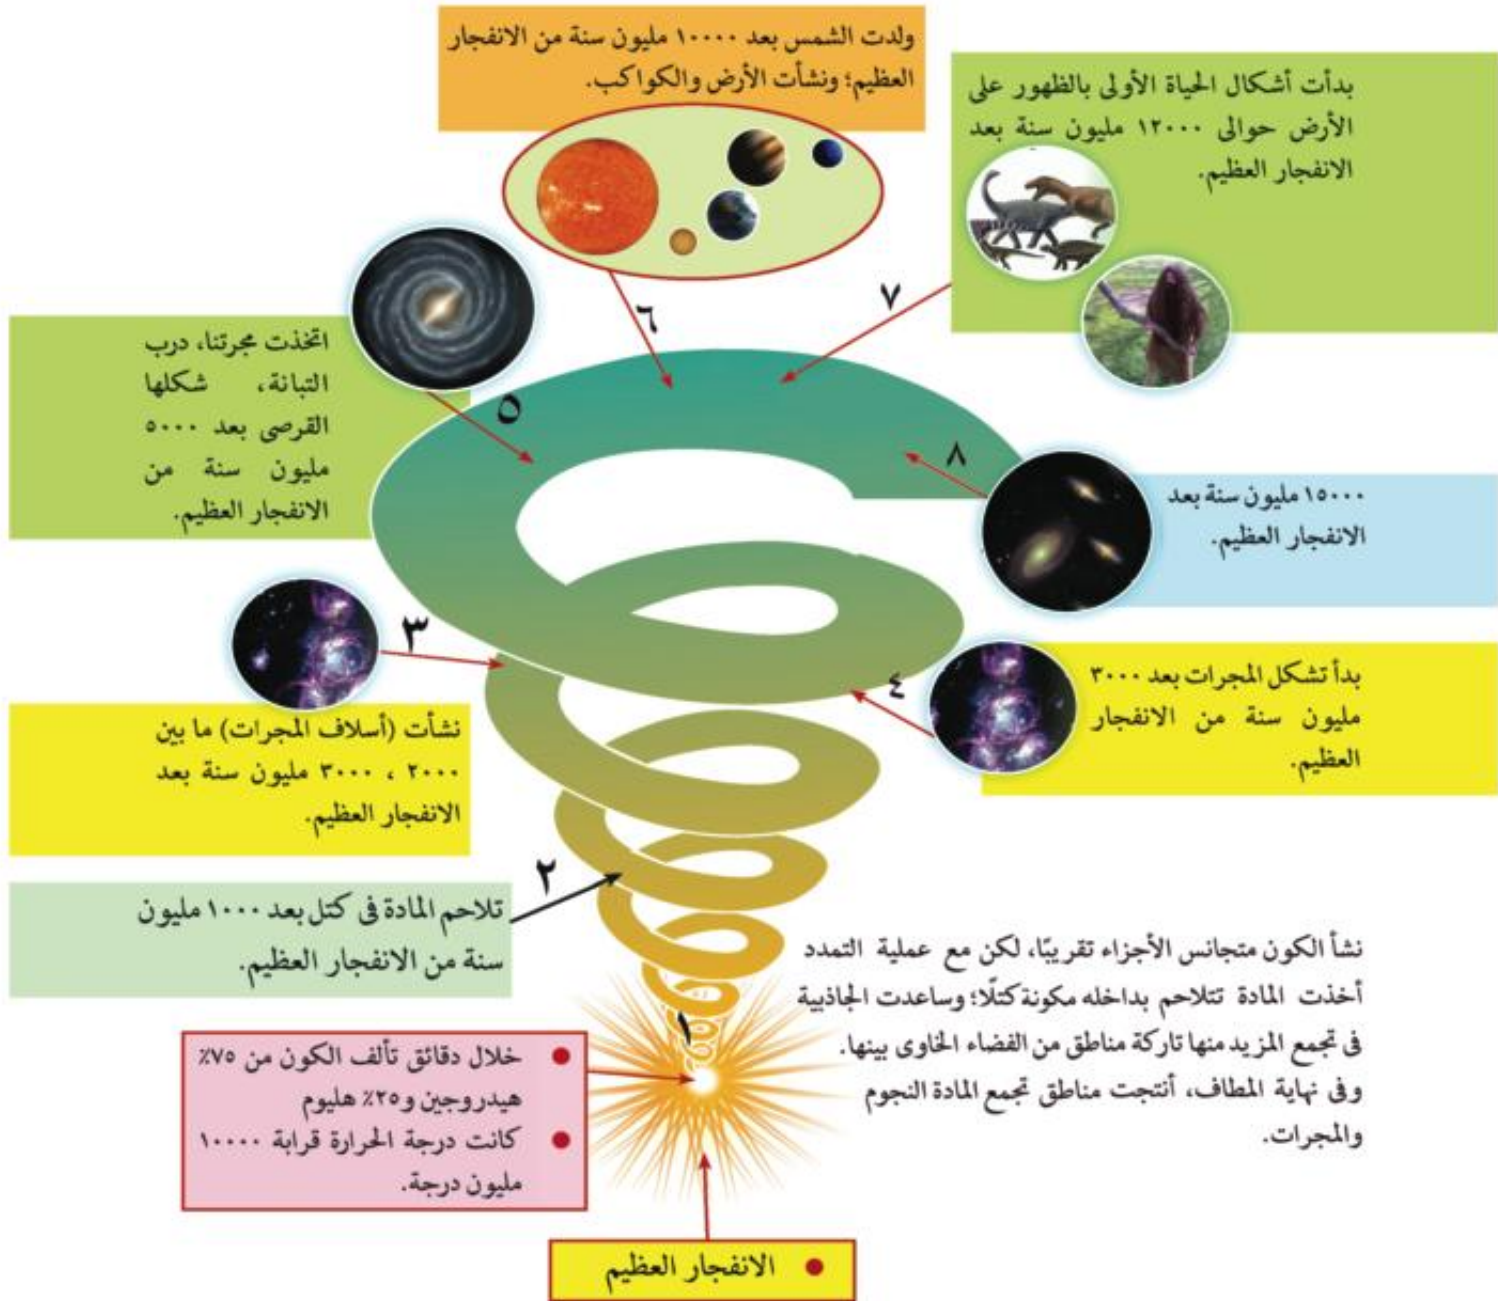 ولدت الشمس بعد ١٠٠٠٠ مليون سنة من الانفجار
العظيم؛ ونشأت الأرض والكواكب.
بدأت أشكال الحياة الأولى بالظهور على
الأرض حوالى ١٢٠٠٠ مليون سنة بعد
الانفجار العظيم.
٧
٦
اتخذت مجرتنا، درب
التبانة، شكلها
القرصى بعد ٥٠٠٠
مليون سنة من
الانفجار العظيم.
٥
٨
١٥٠٠٠ مليون سنة بعد
الانفجار العظيم.
٣
نشأت (أسلاف المجرات) ما بين
٢٠٠٠ ، ٣٠٠٠ مليون سنة بعد
الانفجار العظيم.
٤
بدأ تشكل المجرات بعد ٣٠٠٠
مليون سنة من الانفجار
العظيم.
٢
تلاحم المادة فى كتل بعد ١٠٠٠ مليون
سنة من الانفجار العظيم.
نشأ الكون متجانس الأجزاء تقريبًا، لكن مع عملية التمدد
أخذت المادة تتلاحم بداخله مكونة كتلًا؛ وساعدت الجاذبية
فى تجمع المزيد منها تاركة مناطق من الفضاء الخاوى بينها.
وفى نهاية المطاف، أنتجت مناطق تجمع المادة النجوم
والمجرات.
١
• خلال دقائق تألف الكون من ٧٥٪
هيدروجين و٢٥٪ هليوم
• كانت درجة الحرارة قرابة ١٠٠٠٠
مليون درجة.
• الانفجار العظيم